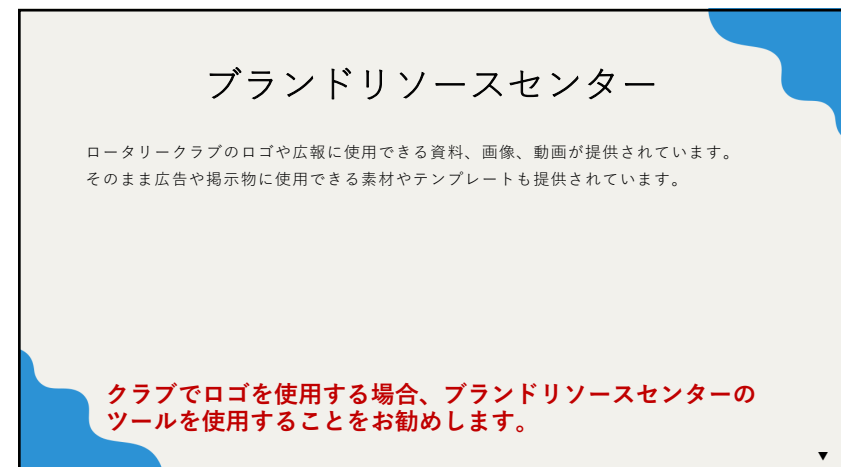 ブランドリソースセンター
ロータリークラブのロゴや広報に使用できる資料、画像、動画が提供されています。
そのまま広告や掲示物に使用できる素材やテンプレートも提供されています。
クラブでロゴを使用する場合、ブランドリソースセンターの
ツールを使用することをお勧めします。
▼